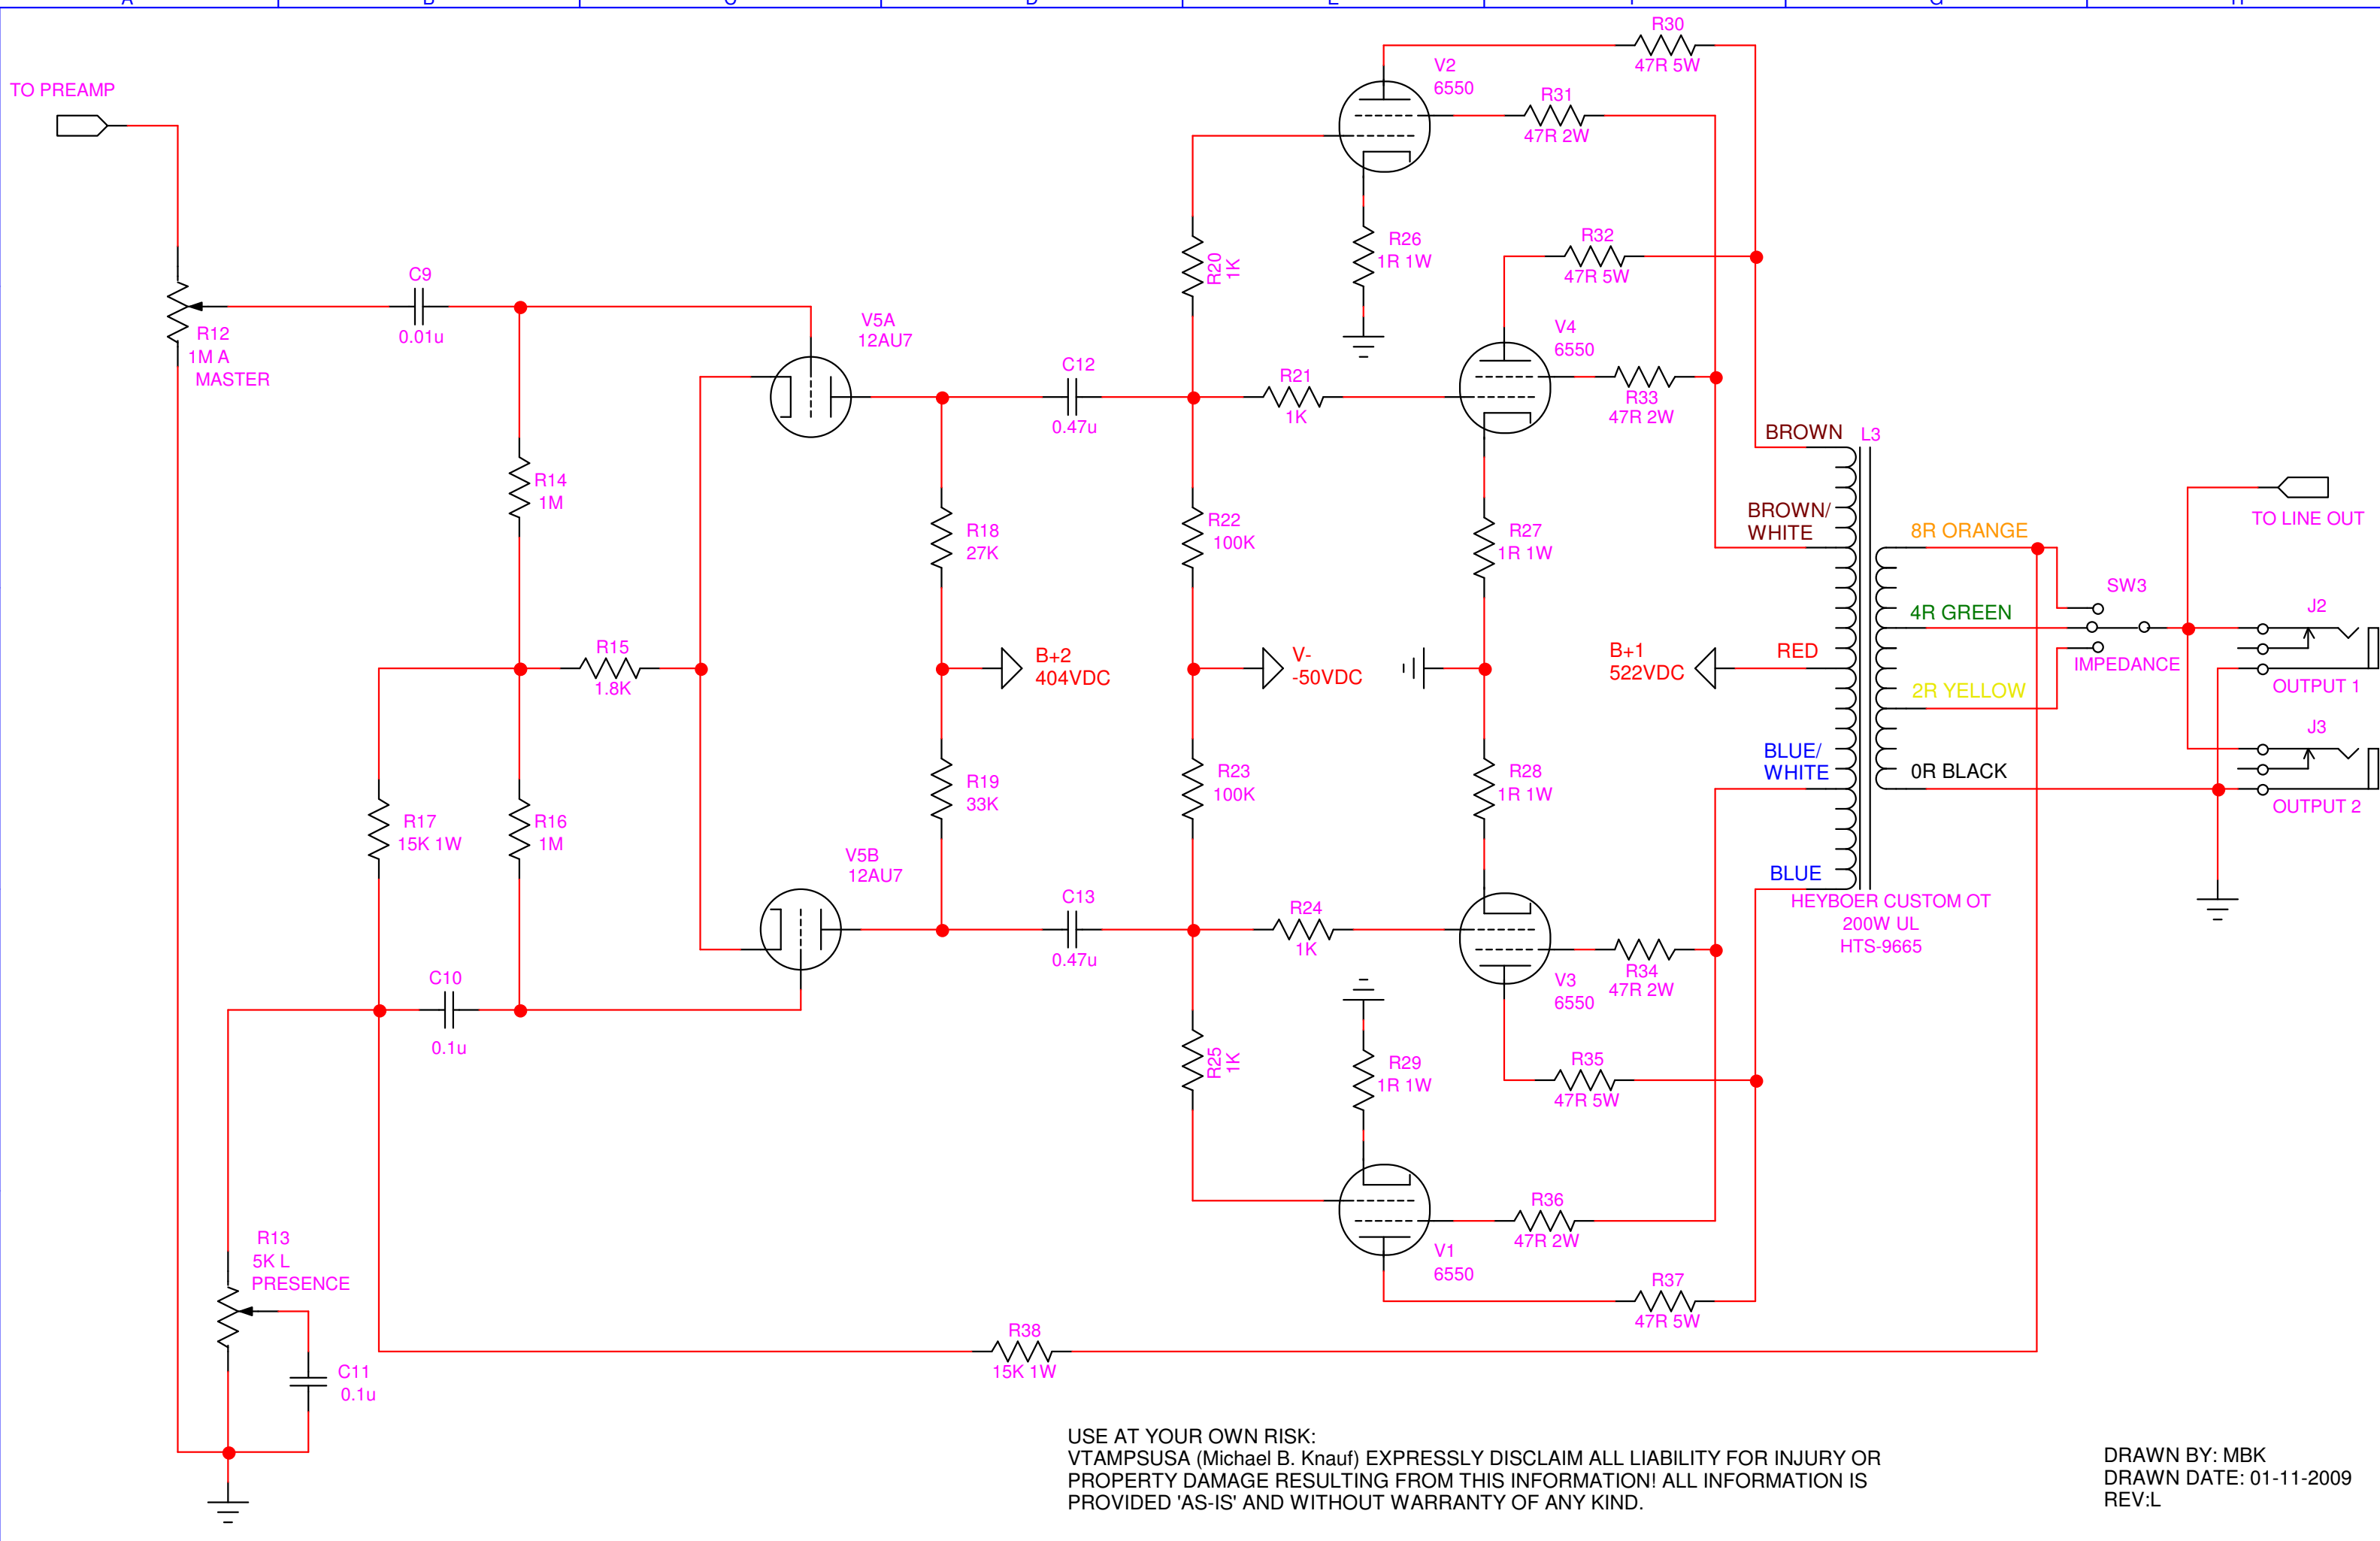 R30
47R 5W
V2
6550
TO PREAMP
R31
47R 2W
R26
1R 1W
R20
1K
R32
47R 5W
C9
0.01u
V5A
12AU7
R12
1M A
MASTER
V4
6550
C12
0.47u
R21
1K
R33
47R 2W
BROWN
L3
R14
1M
R18
27K
R22
100K
R27
1R 1W
BROWN/
WHITE
8R ORANGE
TO LINE OUT
SW3
4R GREEN
J2
R15
1.8K
B+2
404VDC
V-
-50VDC
B+1
522VDC
RED
IMPEDANCE
2R YELLOW
OUTPUT 1
J3
BLUE/
WHITE
0R BLACK
R19
33K
R23
100K
R28
1R 1W
OUTPUT 2
R17
15K 1W
R16
1M
V5B
12AU7
BLUE
HEYBOER CUSTOM OT
200W UL
HTS-9665
C13
0.47u
R24
1K
C10
0.1u
V3
6550
R34
47R 2W
R25
1K
R29
1R 1W
R35
47R 5W
R36
47R 2W
V1
6550
R13
5K L
PRESENCE
R37
47R 5W
R38
15K 1W
C11
0.1u
USE AT YOUR OWN RISK:
VTAMPSUSA (Michael B. Knauf) EXPRESSLY DISCLAIM ALL LIABILITY FOR INJURY OR
PROPERTY DAMAGE RESULTING FROM THIS INFORMATION! ALL INFORMATION IS
PROVIDED 'AS-IS' AND WITHOUT WARRANTY OF ANY KIND.
DRAWN BY: MBK
DRAWN DATE: 01-11-2009
REV:L